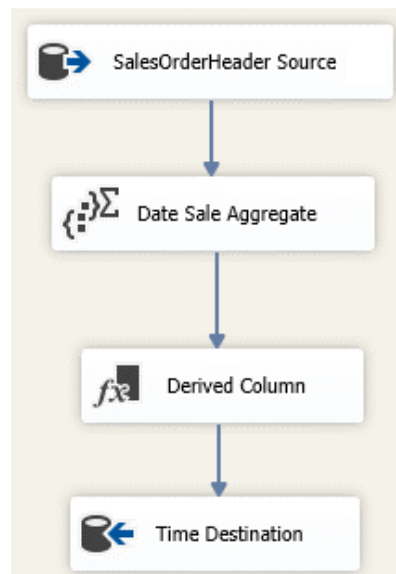 SalesOrderHeader Source
Date Sale Aggregate
Derived Column
Time Destination